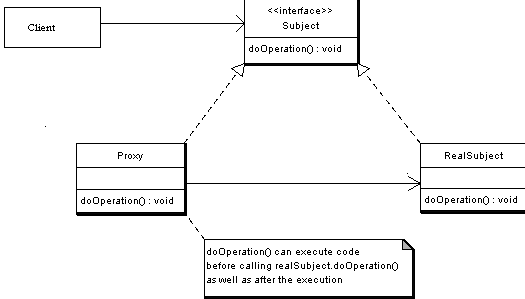 <<interface>>
Client
Subject
doOperation() : void
Proxy
RealSubject
doOperation() : void
doOperation() : void
doOperation() can execute code
before calling realSubject.doOperation()
as well as after the execution